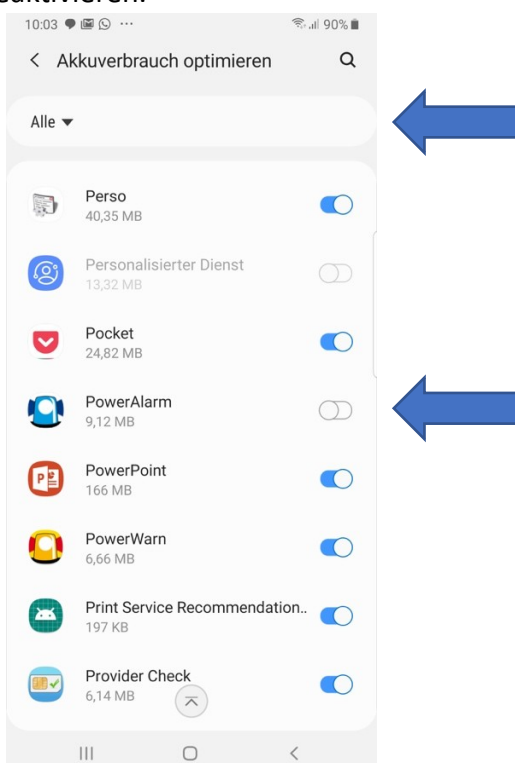 eaktivieren.
10:03 ...
90%
Akkuverbrauch optimieren
Alle
Perso
40,35 MB
Personalisierter Dienst
13,32 MB
Pocket
24,82 MB
PowerAlarm
9,12 MB
PowerPoint
166 MB
PowerWarn
6,66 MB
Print Service Recommendation..
197 KB
Provider Check
6,14 MB